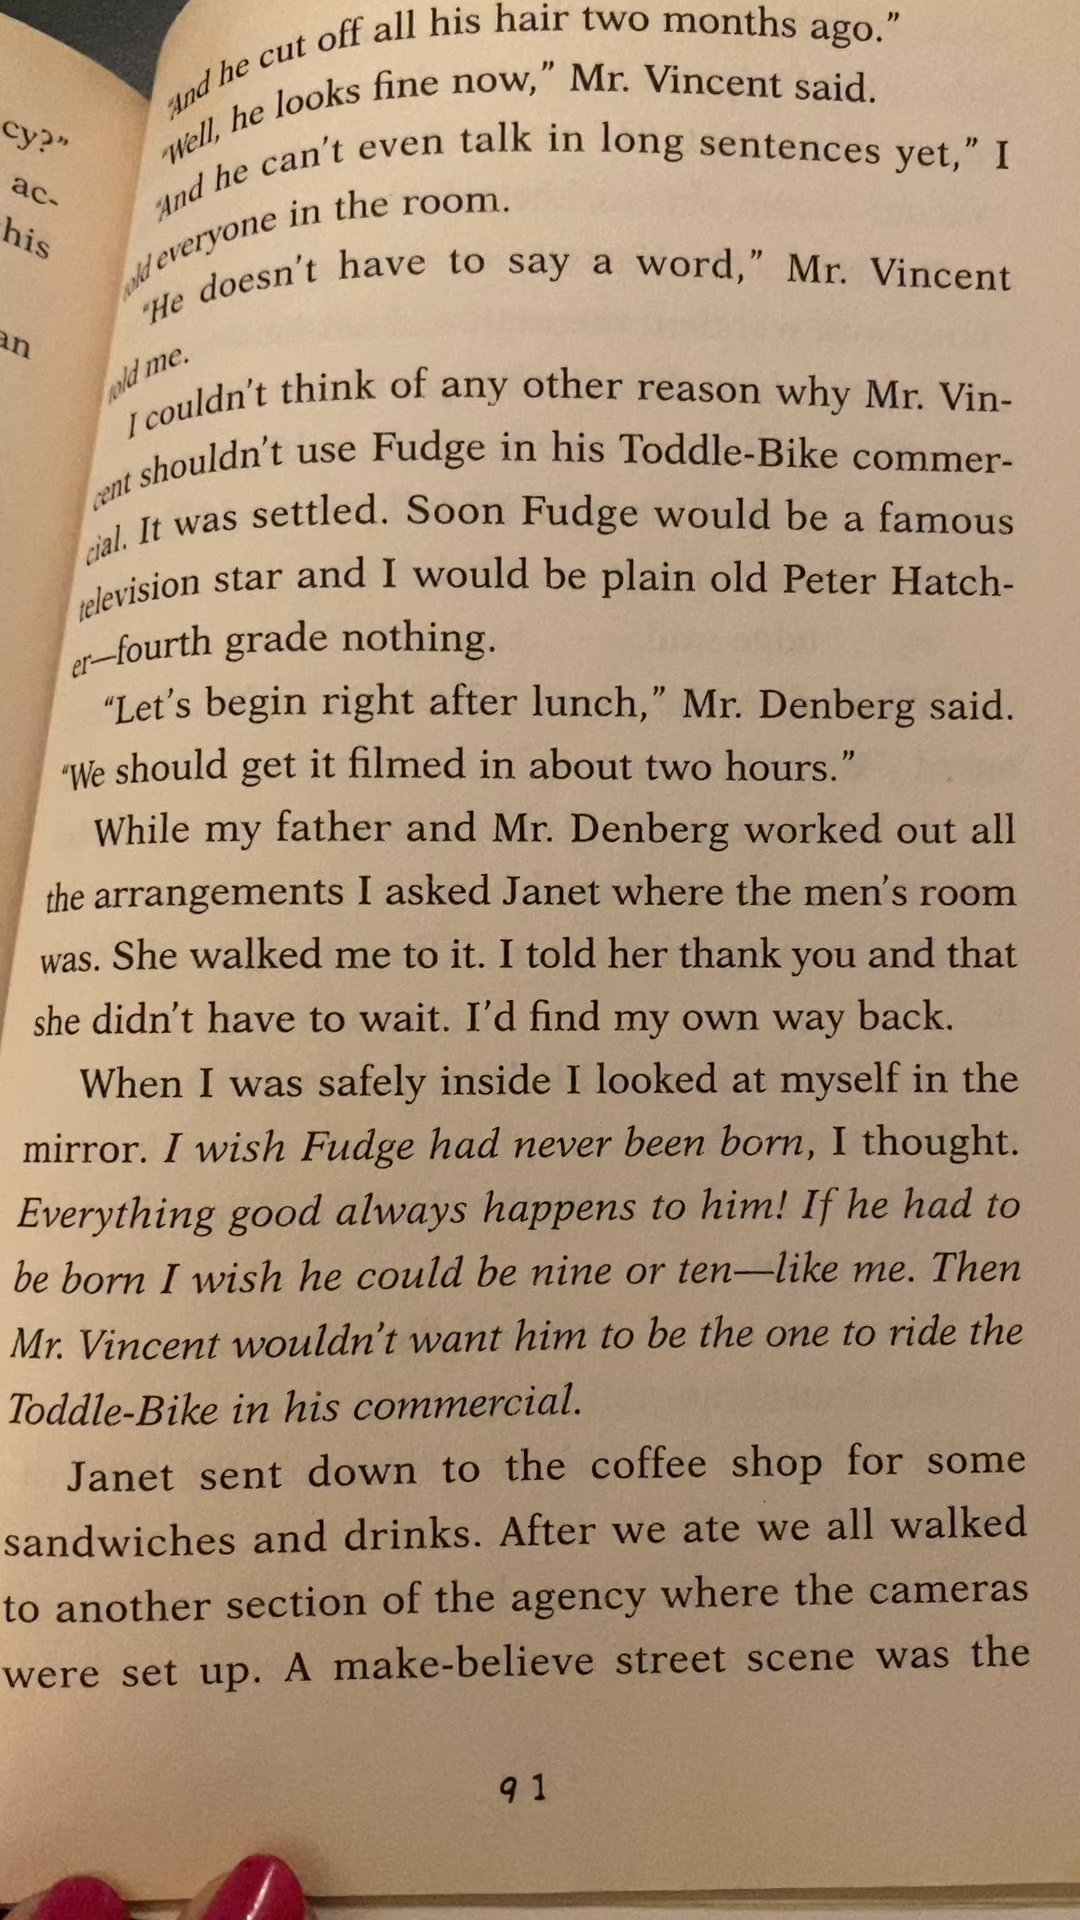 cy?”
ac-
his
an
“And he cut off all his hair two months ago.”
“Well, he looks fine now,” Mr. Vincent said.
“And he can’t even talk in long sentences yet,” I
told everyone in the room.
“He doesn’t have to say a word,” Mr. Vincent
told me.
I couldn’t think of any other reason why Mr. Vin-
cent shouldn’t use Fudge in his Toddle-Bike commer-
cial. It was settled. Soon Fudge would be a famous
television star and I would be plain old Peter Hatch-
er—fourth grade nothing.
“Let’s begin right after lunch,” Mr. Denberg said.
“We should get it filmed in about two hours.”
While my father and Mr. Denberg worked out all
the arrangements I asked Janet where the men’s room
was. She walked me to it. I told her thank you and that
she didn’t have to wait. I’d find my own way back.
When I was safely inside I looked at myself in the
mirror. I wish Fudge had never been born, I thought.
Everything good always happens to him! If he had to
be born I wish he could be nine or ten—like me. Then
Mr. Vincent wouldn’t want him to be the one to ride the
Toddle-Bike in his commercial.
Janet sent down to the coffee shop for some
sandwiches and drinks. After we ate we all walked
to another section of the agency where the cameras
were set up. A make-believe street scene was the
91